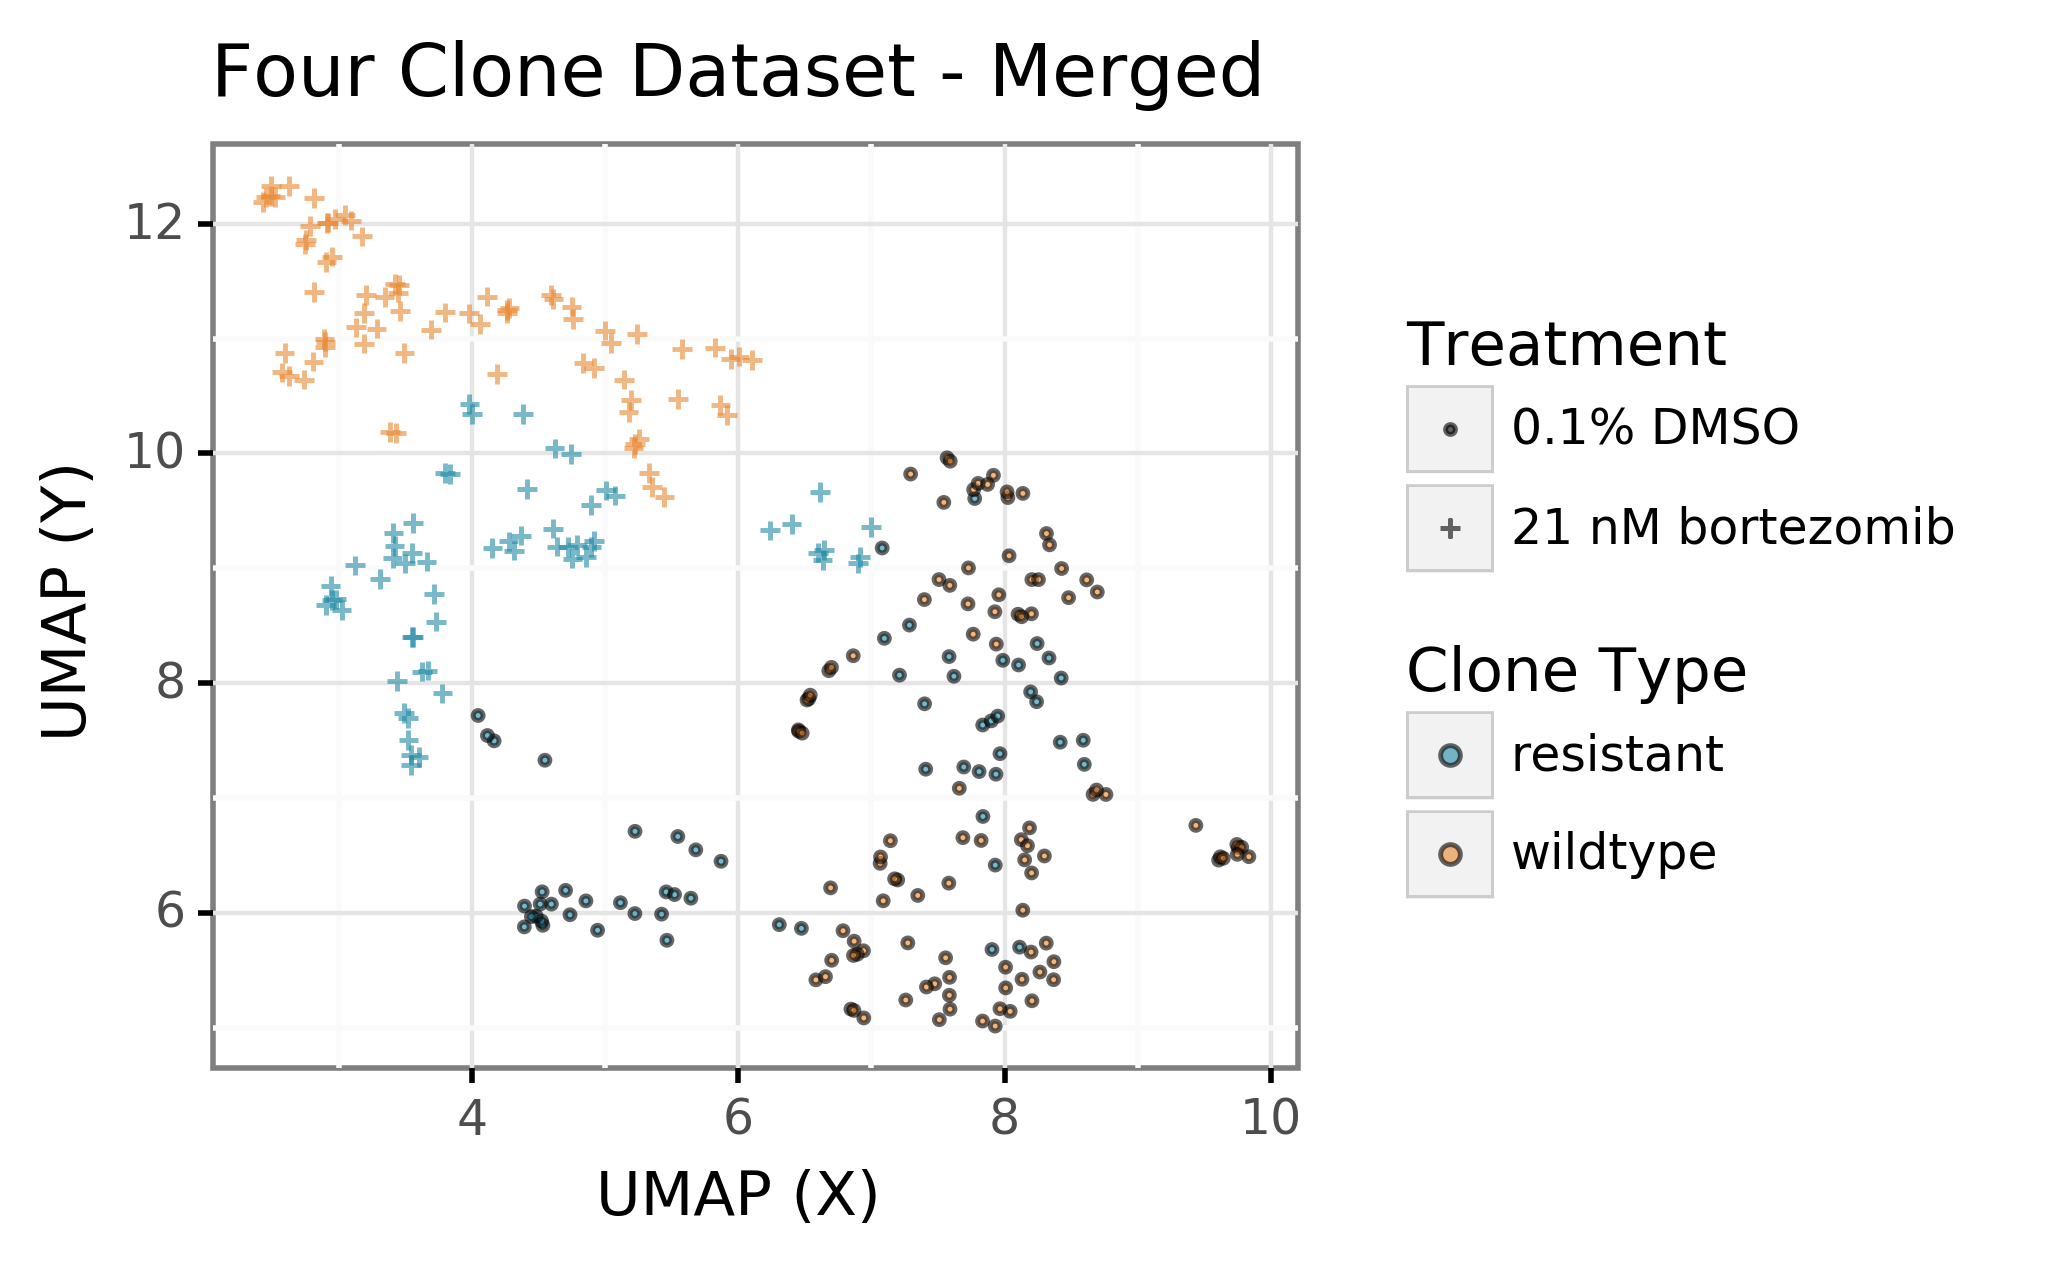 Four Clone Dataset - Merged
UMAP (Y)
12
10
8
6
4
6
8
10
UMAP (X)
Treatment
0.1% DMSO
21 nM bortezomib
Clone Type
resistant
wildtype